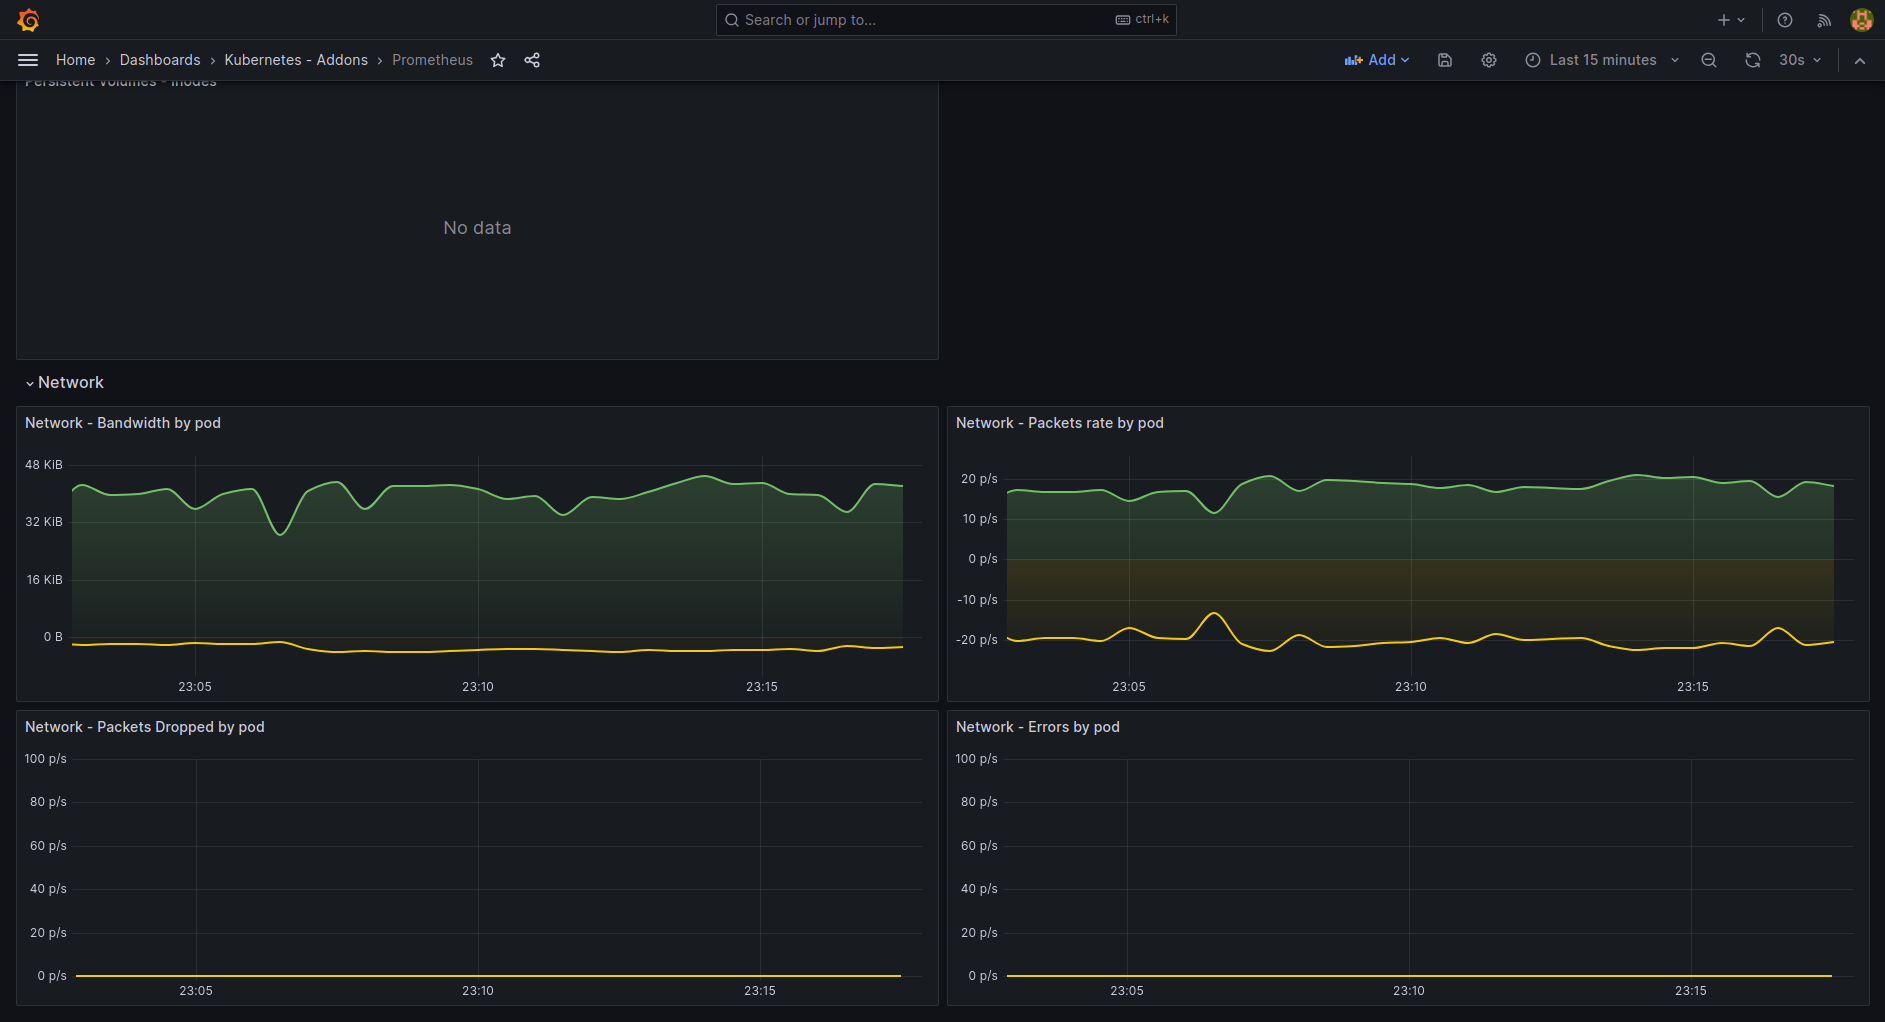 Search or jump to...
ctrl+k
Home › Dashboards › Kubernetes - Addons › Prometheus
Add
Last 15 minutes
30s
Persistent Volumes - Inodes
No data
Network
Network - Bandwidth by pod
48 KiB
32 KiB
16 KiB
0 B
23:05
23:10
23:15
Network - Packets rate by pod
20 p/s
10 p/s
0 p/s
-10 p/s
-20 p/s
23:05
23:10
23:15
Network - Packets Dropped by pod
100 p/s
80 p/s
60 p/s
40 p/s
20 p/s
0 p/s
23:05
23:10
23:15
Network - Errors by pod
100 p/s
80 p/s
60 p/s
40 p/s
20 p/s
0 p/s
23:05
23:10
23:15